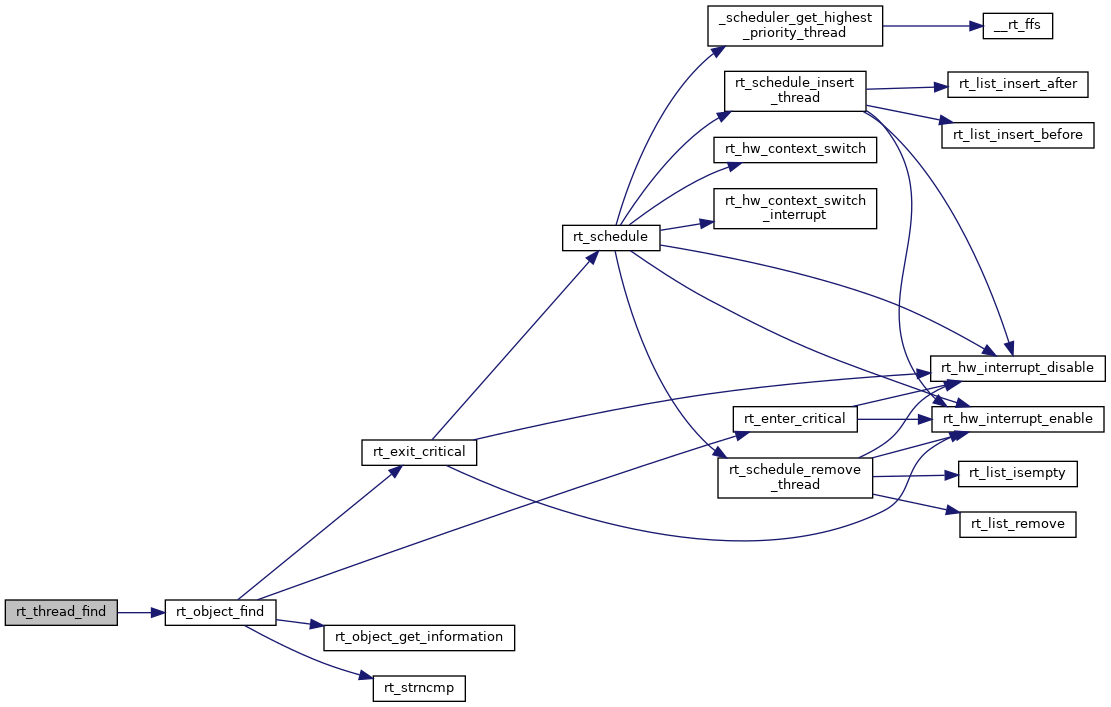 _scheduler_get_highest
_priority_thread
__rt_ffs
rt_schedule_insert
_thread
rt_list_insert_after
rt_list_insert_before
rt_hw_context_switch
rt_hw_context_switch
_interrupt
rt_schedule
rt_hw_interrupt_disable
rt_enter_critical
rt_hw_interrupt_enable
rt_exit_critical
rt_schedule_remove
_thread
rt_list_isempty
rt_list_remove
rt_thread_find
rt_object_find
rt_object_get_information
rt_strncmp